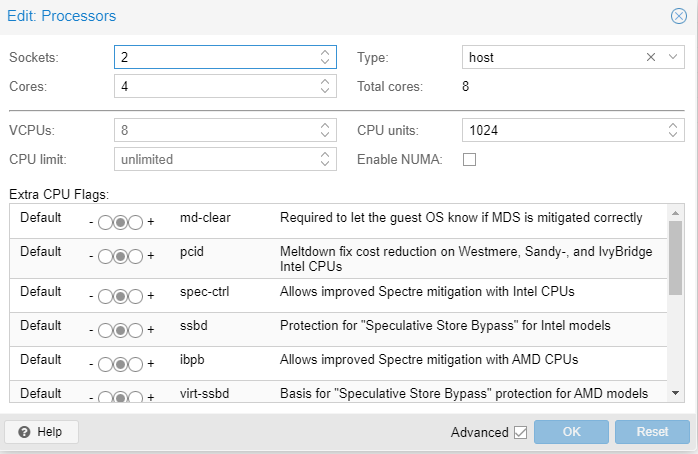 Edit: Processors
Sockets: 2 Type: host
Cores: 4 Total cores: 8
VCPUs: 8 CPU units: 1024
CPU limit: unlimited Enable NUMA:
Extra CPU Flags:
Default - + md-clear Required to let the guest OS know if MDS is mitigated correctly
Default - + pcid Meltdown fix cost reduction on Westmere, Sandy-, and IvyBridge
Intel CPUs
Default - + spec-ctrl Allows improved Spectre mitigation with Intel CPUs
Default - + ssbd Protection for "Speculative Store Bypass" for Intel models
Default - + ibpb Allows improved Spectre mitigation with AMD CPUs
Default - + virt-ssbd Basis for "Speculative Store Bypass" protection for AMD models
Help Advanced OK Reset